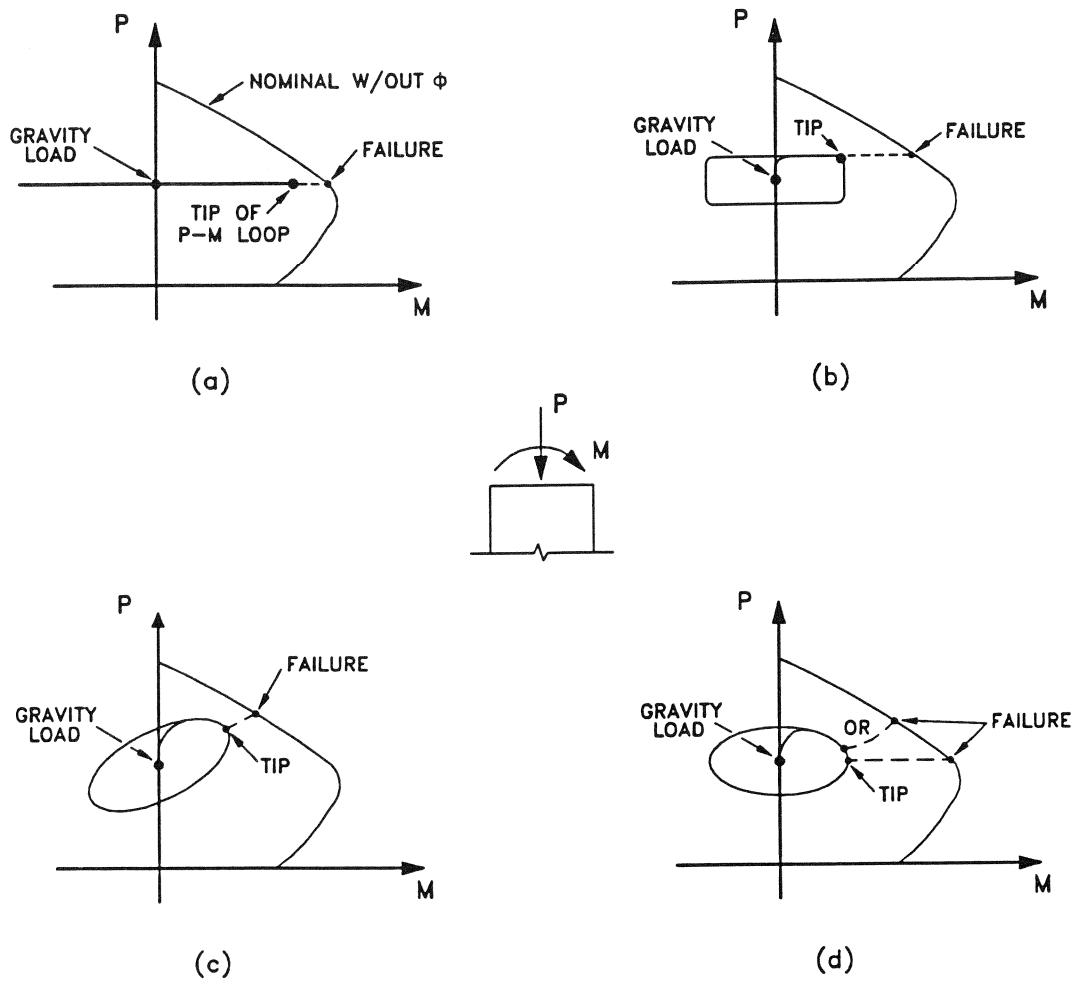 P
NOMINAL W/OUT Φ
GRAVITY
LOAD
FAILURE
TIP OF
P-M LOOP
M
(a)
P
GRAVITY
LOAD
TIP
FAILURE
M
(b)
P
M
P
FAILURE
GRAVITY
LOAD
TIP
M
(c)
P
GRAVITY
LOAD
OR
FAILURE
TIP
M
(d)